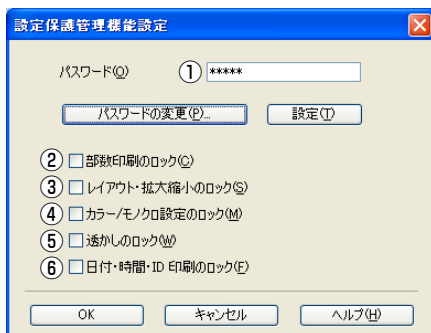 設定保護管理機能設定
パスワード(O) ① *****
パスワードの変更(P)... 設定(T)
② 部数印刷のロック(C)
③ レイアウト・拡大縮小のロック(S)
④ カラー/モノクロ設定のロック(M)
⑤ 透かしのロック(W)
⑥ 日付・時間・ID 印刷のロック(F)
OK キャンセル ヘルプ(H)